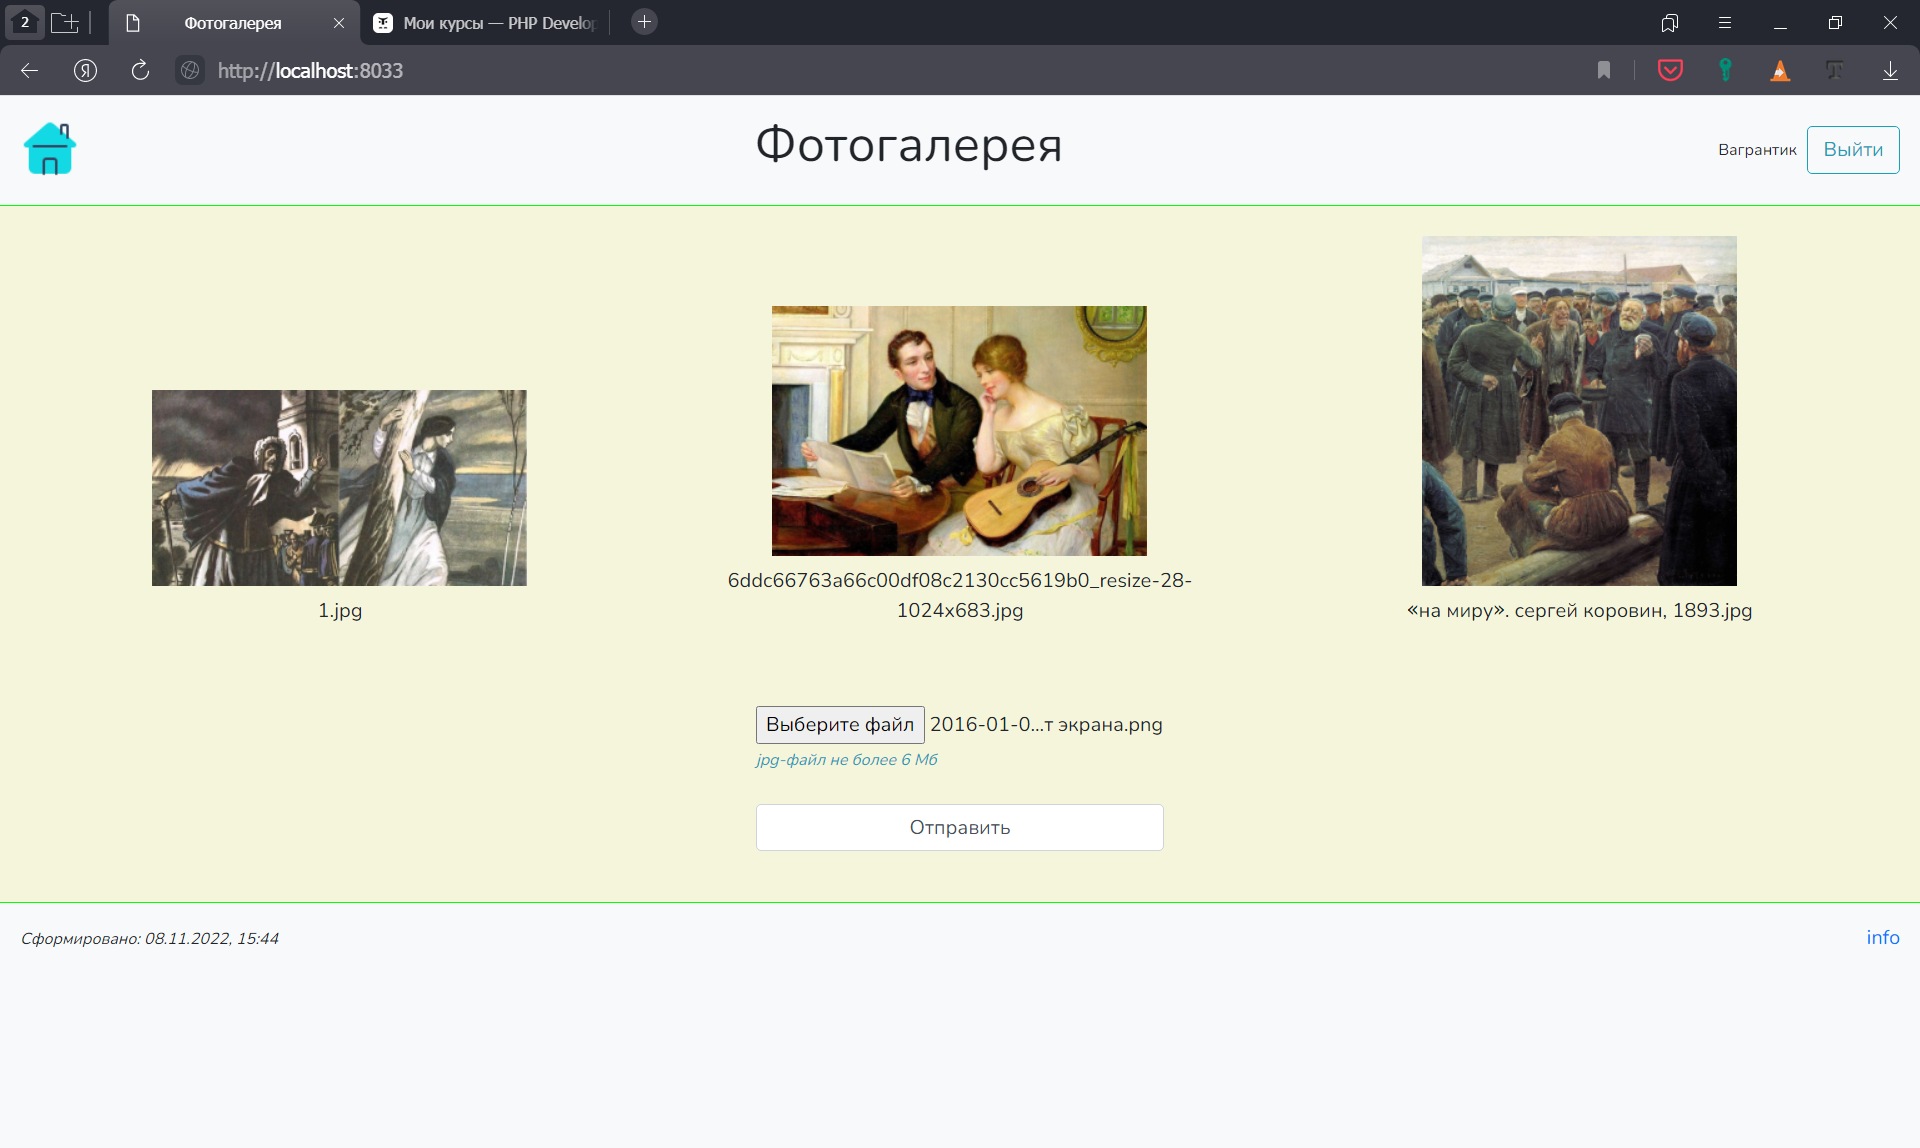 2
Фотогалерея
Мои курсы — PHP Develop
http://localhost:8033
Фотогалерея
Вагрантик
Выйти
1.jpg
6ddc66763a66c00df08c2130cc5619b0_resize-28-
1024x683.jpg
«на миру». сергей коровин, 1893.jpg
Выберите файл 2016-01-0...т экрана.png
jpg-файл не более 6 Мб
Отправить
Сформировано: 08.11.2022, 15:44
info